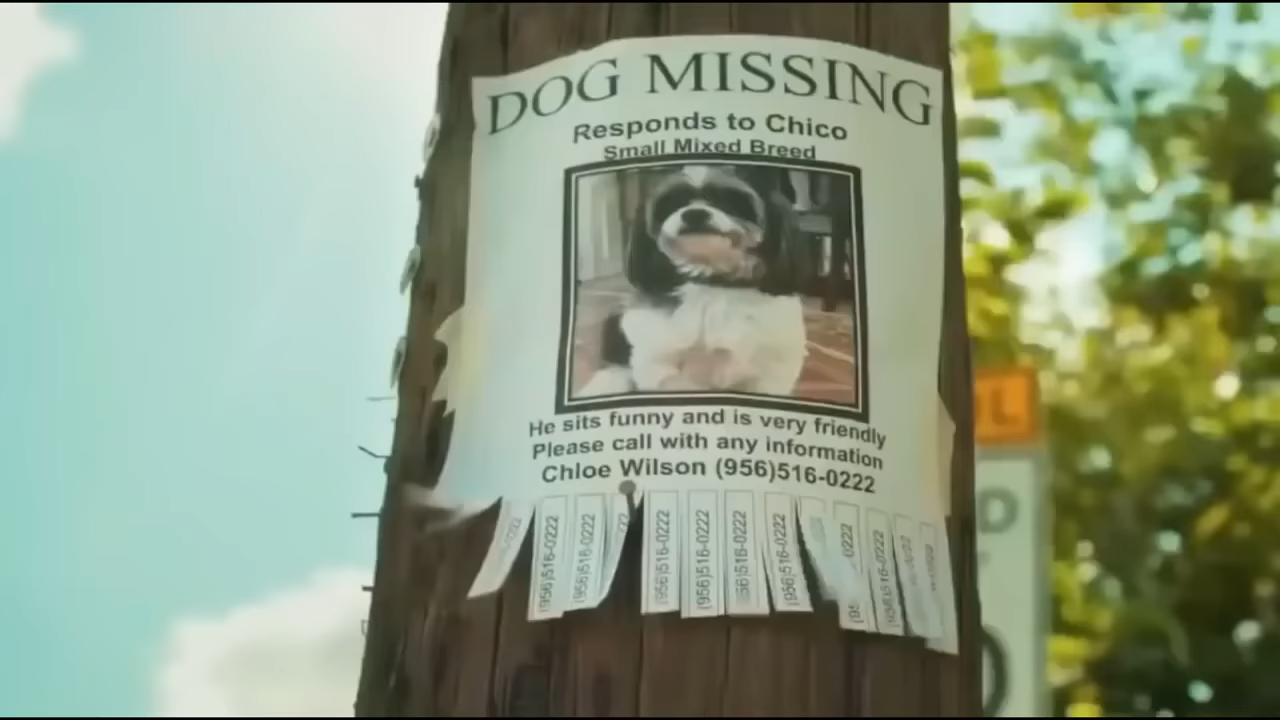 DOG MISSING
Responds to Chico
Small Mixed Breed
He sits funny and is very friendly
Please call with any information
Chloe Wilson (956)516-0222
(956)516-0222
(956)516-0222
(956)516-0222
(956)516-0222
(956)516-0222
(956)516-0222